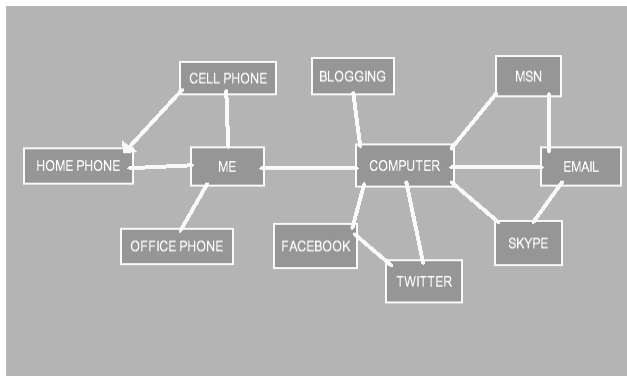 CELL PHONE
BLOGGING
MSN
HOME PHONE
ME
COMPUTER
EMAIL
OFFICE PHONE
FACEBOOK
SKYPE
TWITTER